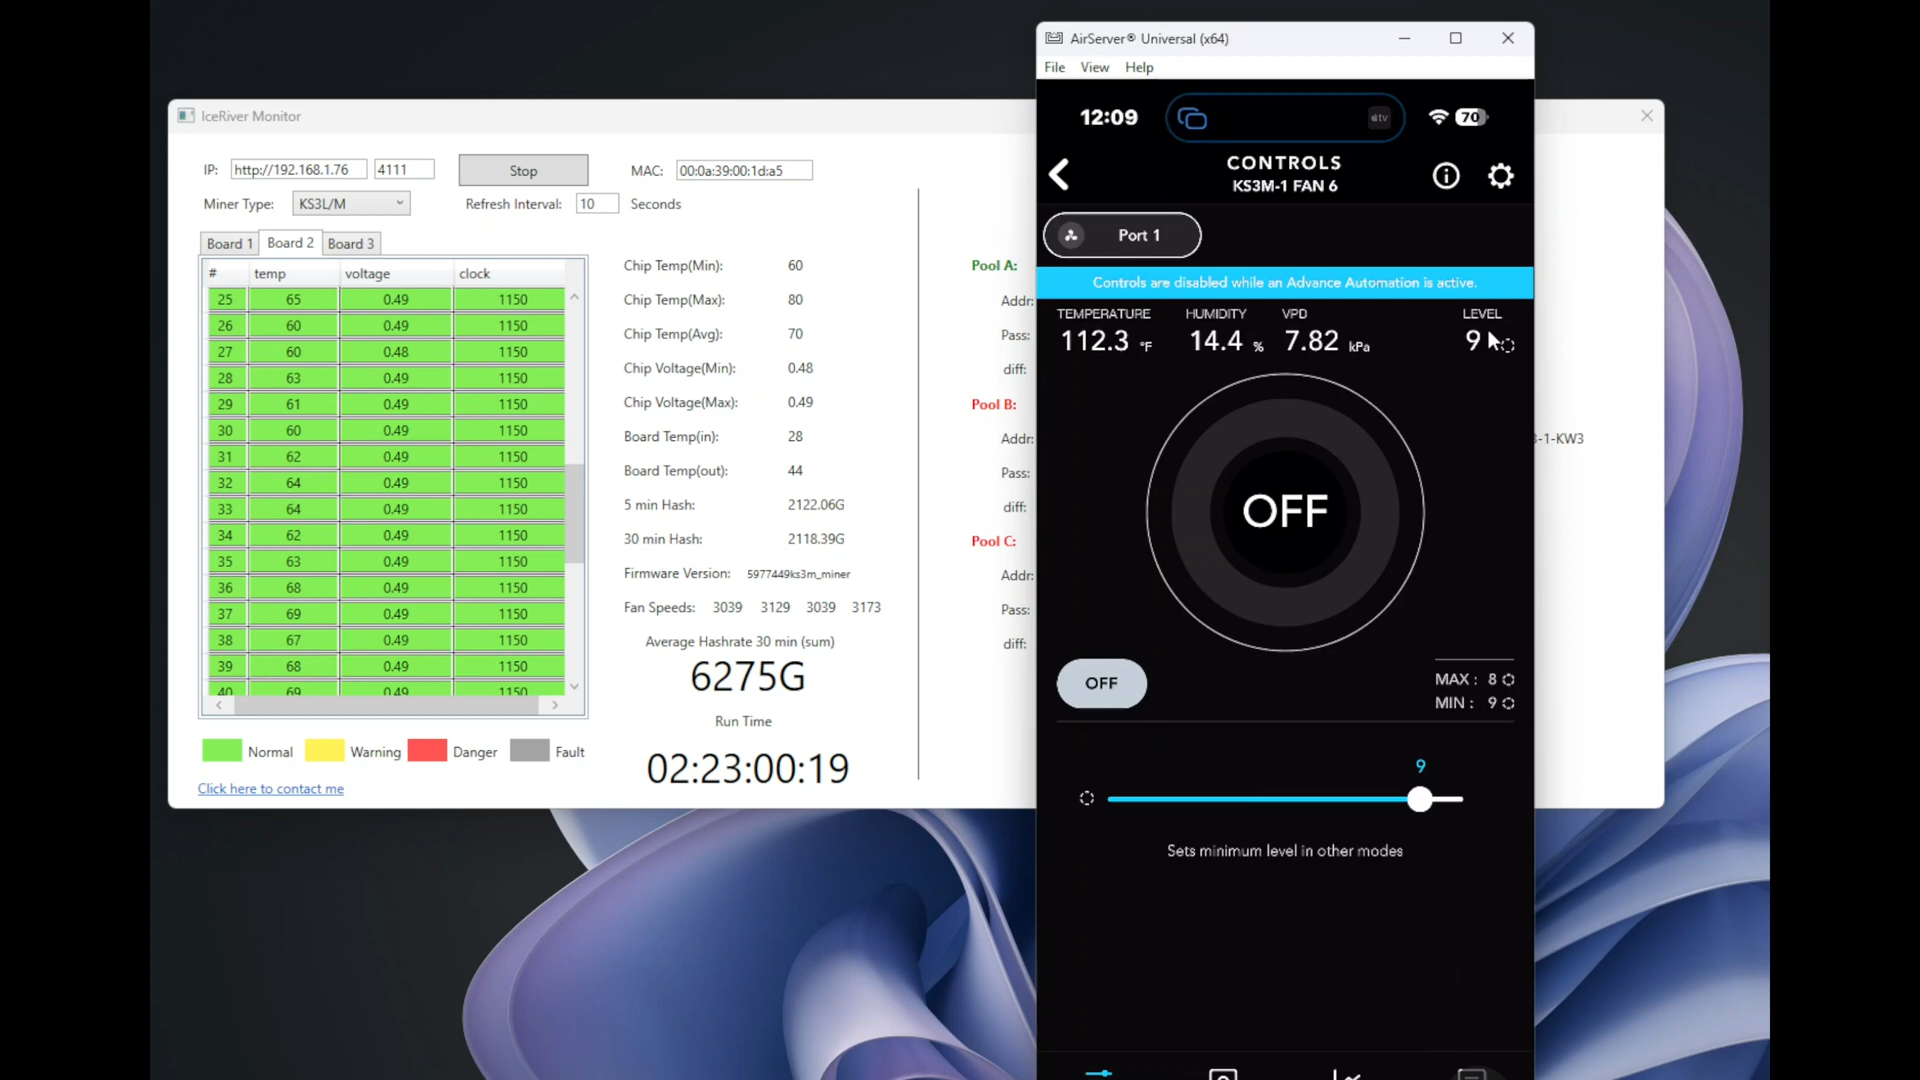 IceRiver Monitor
IP: http://192.168.1.76 4111 Stop MAC: 00:0a:39:00:1d:a5
Miner Type: KS3L/M Refresh Interval: 10 Seconds
Board 1 Board 2 Board 3
# temp voltage clock
25 65 0.49 1150
26 60 0.49 1150
27 60 0.48 1150
28 63 0.49 1150
29 61 0.49 1150
30 60 0.49 1150
31 62 0.49 1150
32 64 0.49 1150
33 64 0.49 1150
34 62 0.49 1150
35 63 0.49 1150
36 68 0.49 1150
37 69 0.49 1150
38 67 0.49 1150
39 68 0.49 1150
40 69 0.49 1150
Normal Warning Danger Fault
Click here to contact me
Chip Temp(Min): 60
Chip Temp(Max): 80
Chip Temp(Avg): 70
Chip Voltage(Min): 0.48
Chip Voltage(Max): 0.49
Board Temp(in): 28
Board Temp(out): 44
5 min Hash: 2122.06G
30 min Hash: 2118.39G
Firmware Version: 5977449ks3m_miner
Fan Speeds: 3039 3129 3039 3173
Average Hashrate 30 min (sum)
6275G
Run Time
02:23:00:19
Pool A:
Addr:
Pass:
diff:
Pool B:
Addr:
Pass:
diff:
Pool C:
Addr:
Pass:
diff:
-1-KW3
AirServer® Universal (x64)
File View Help
12:09 tv 70
CONTROLS
KS3M-1 FAN 6
Port 1
Controls are disabled while an Advance Automation is active.
TEMPERATURE HUMIDITY VPD LEVEL
112.3 °F 14.4 % 7.82 kPa 9
OFF
OFF
MAX : 8
MIN : 9
9
Sets minimum level in other modes